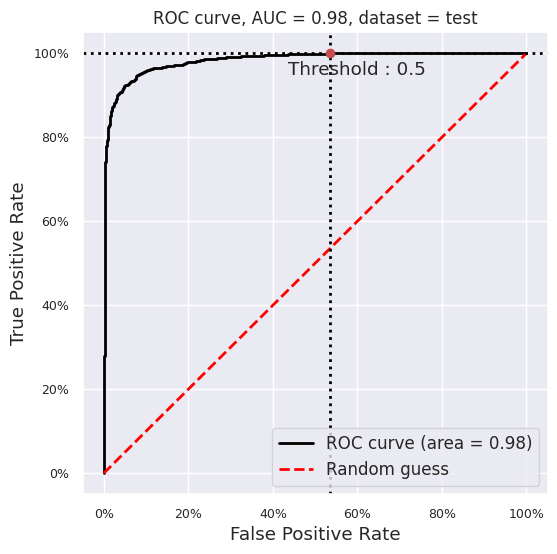 ROC curve, AUC = 0.98, dataset = test
100%
Threshold : 0.5
80%
60%
40%
20%
0%
True Positive Rate
ROC curve (area = 0.98)
Random guess
0% 20% 40% 60% 80% 100%
False Positive Rate